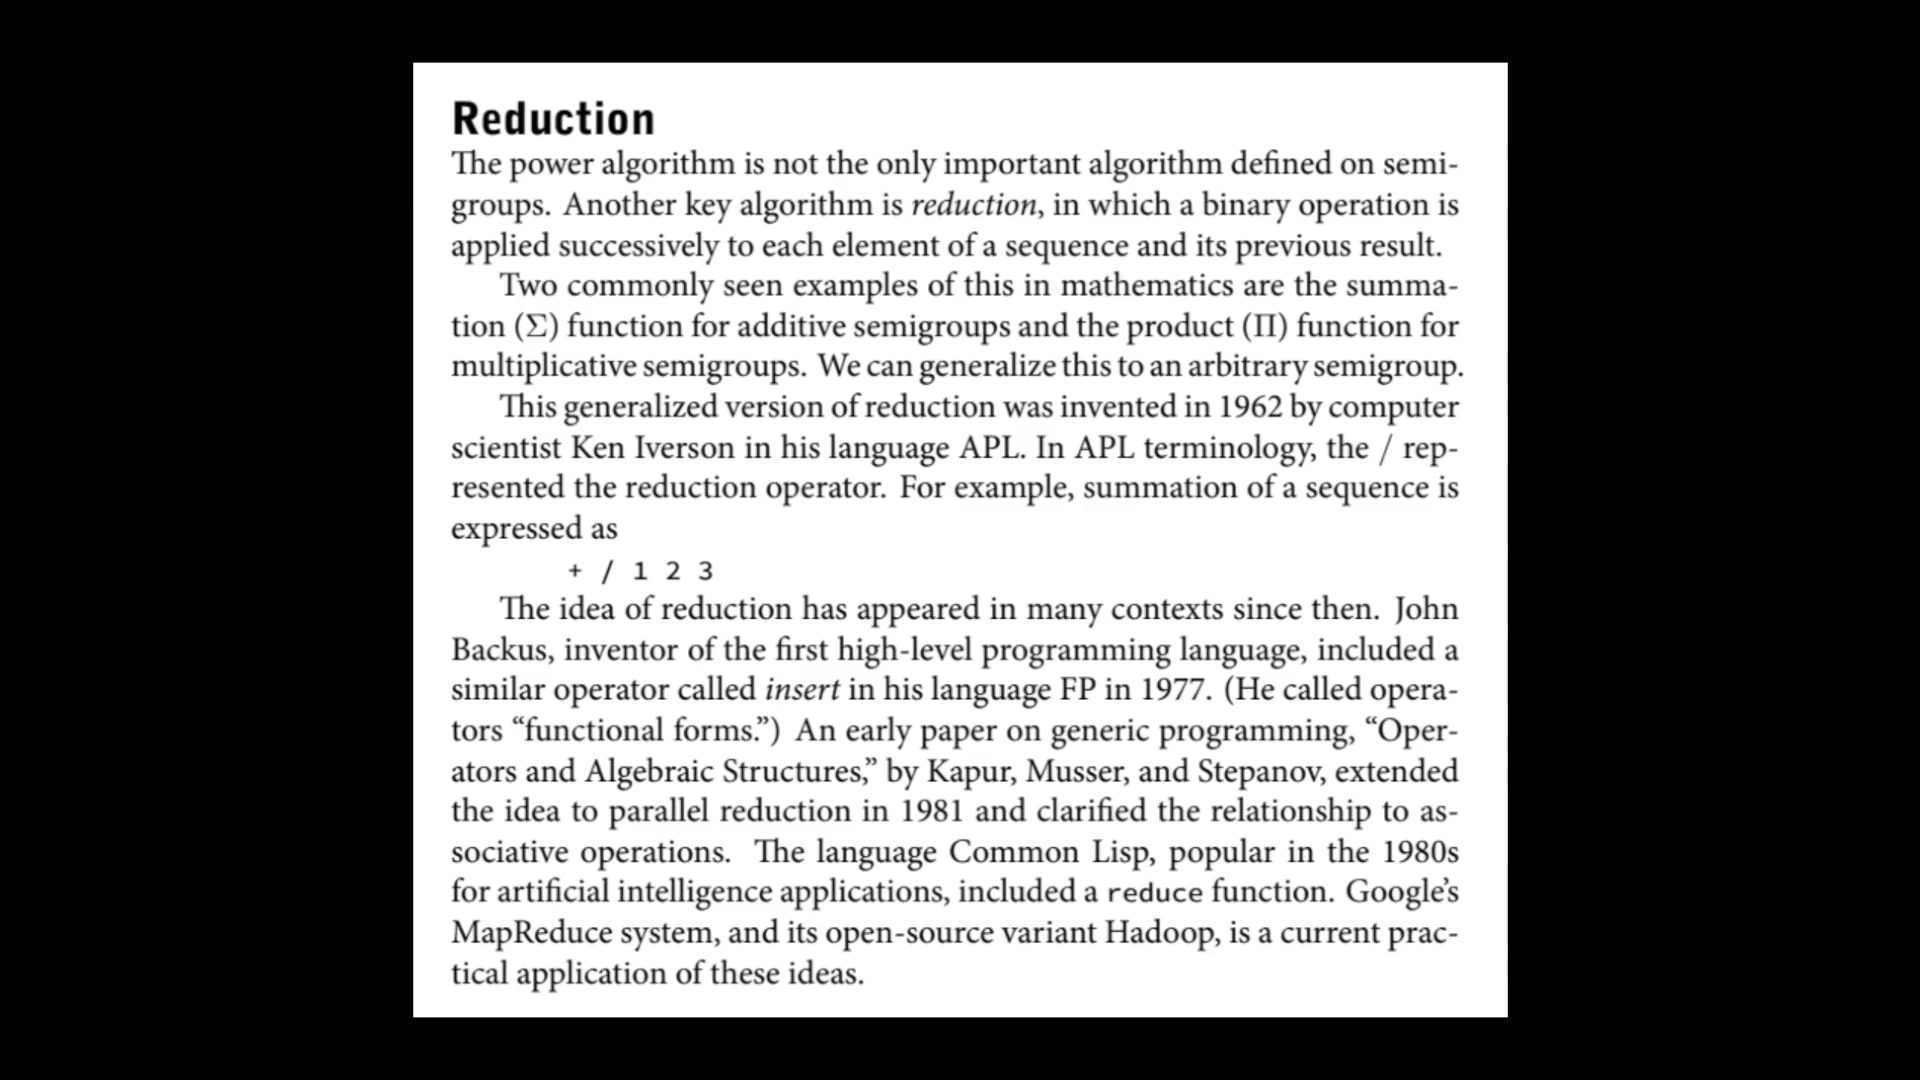 Reduction
The power algorithm is not the only important algorithm defined on semi-
groups. Another key algorithm is reduction, in which a binary operation is
applied successively to each element of a sequence and its previous result.
Two commonly seen examples of this in mathematics are the summa-
tion (Σ) function for additive semigroups and the product (Π) function for
multiplicative semigroups. We can generalize this to an arbitrary semigroup.
This generalized version of reduction was invented in 1962 by computer
scientist Ken Iverson in his language APL. In APL terminology, the / rep-
resented the reduction operator. For example, summation of a sequence is
expressed as
+ / 1 2 3
The idea of reduction has appeared in many contexts since then. John
Backus, inventor of the first high-level programming language, included a
similar operator called insert in his language FP in 1977. (He called opera-
tors “functional forms.”) An early paper on generic programming, “Oper-
ators and Algebraic Structures,” by Kapur, Musser, and Stepanov, extended
the idea to parallel reduction in 1981 and clarified the relationship to as-
sociative operations. The language Common Lisp, popular in the 1980s
for artificial intelligence applications, included a reduce function. Google’s
MapReduce system, and its open-source variant Hadoop, is a current prac-
tical application of these ideas.